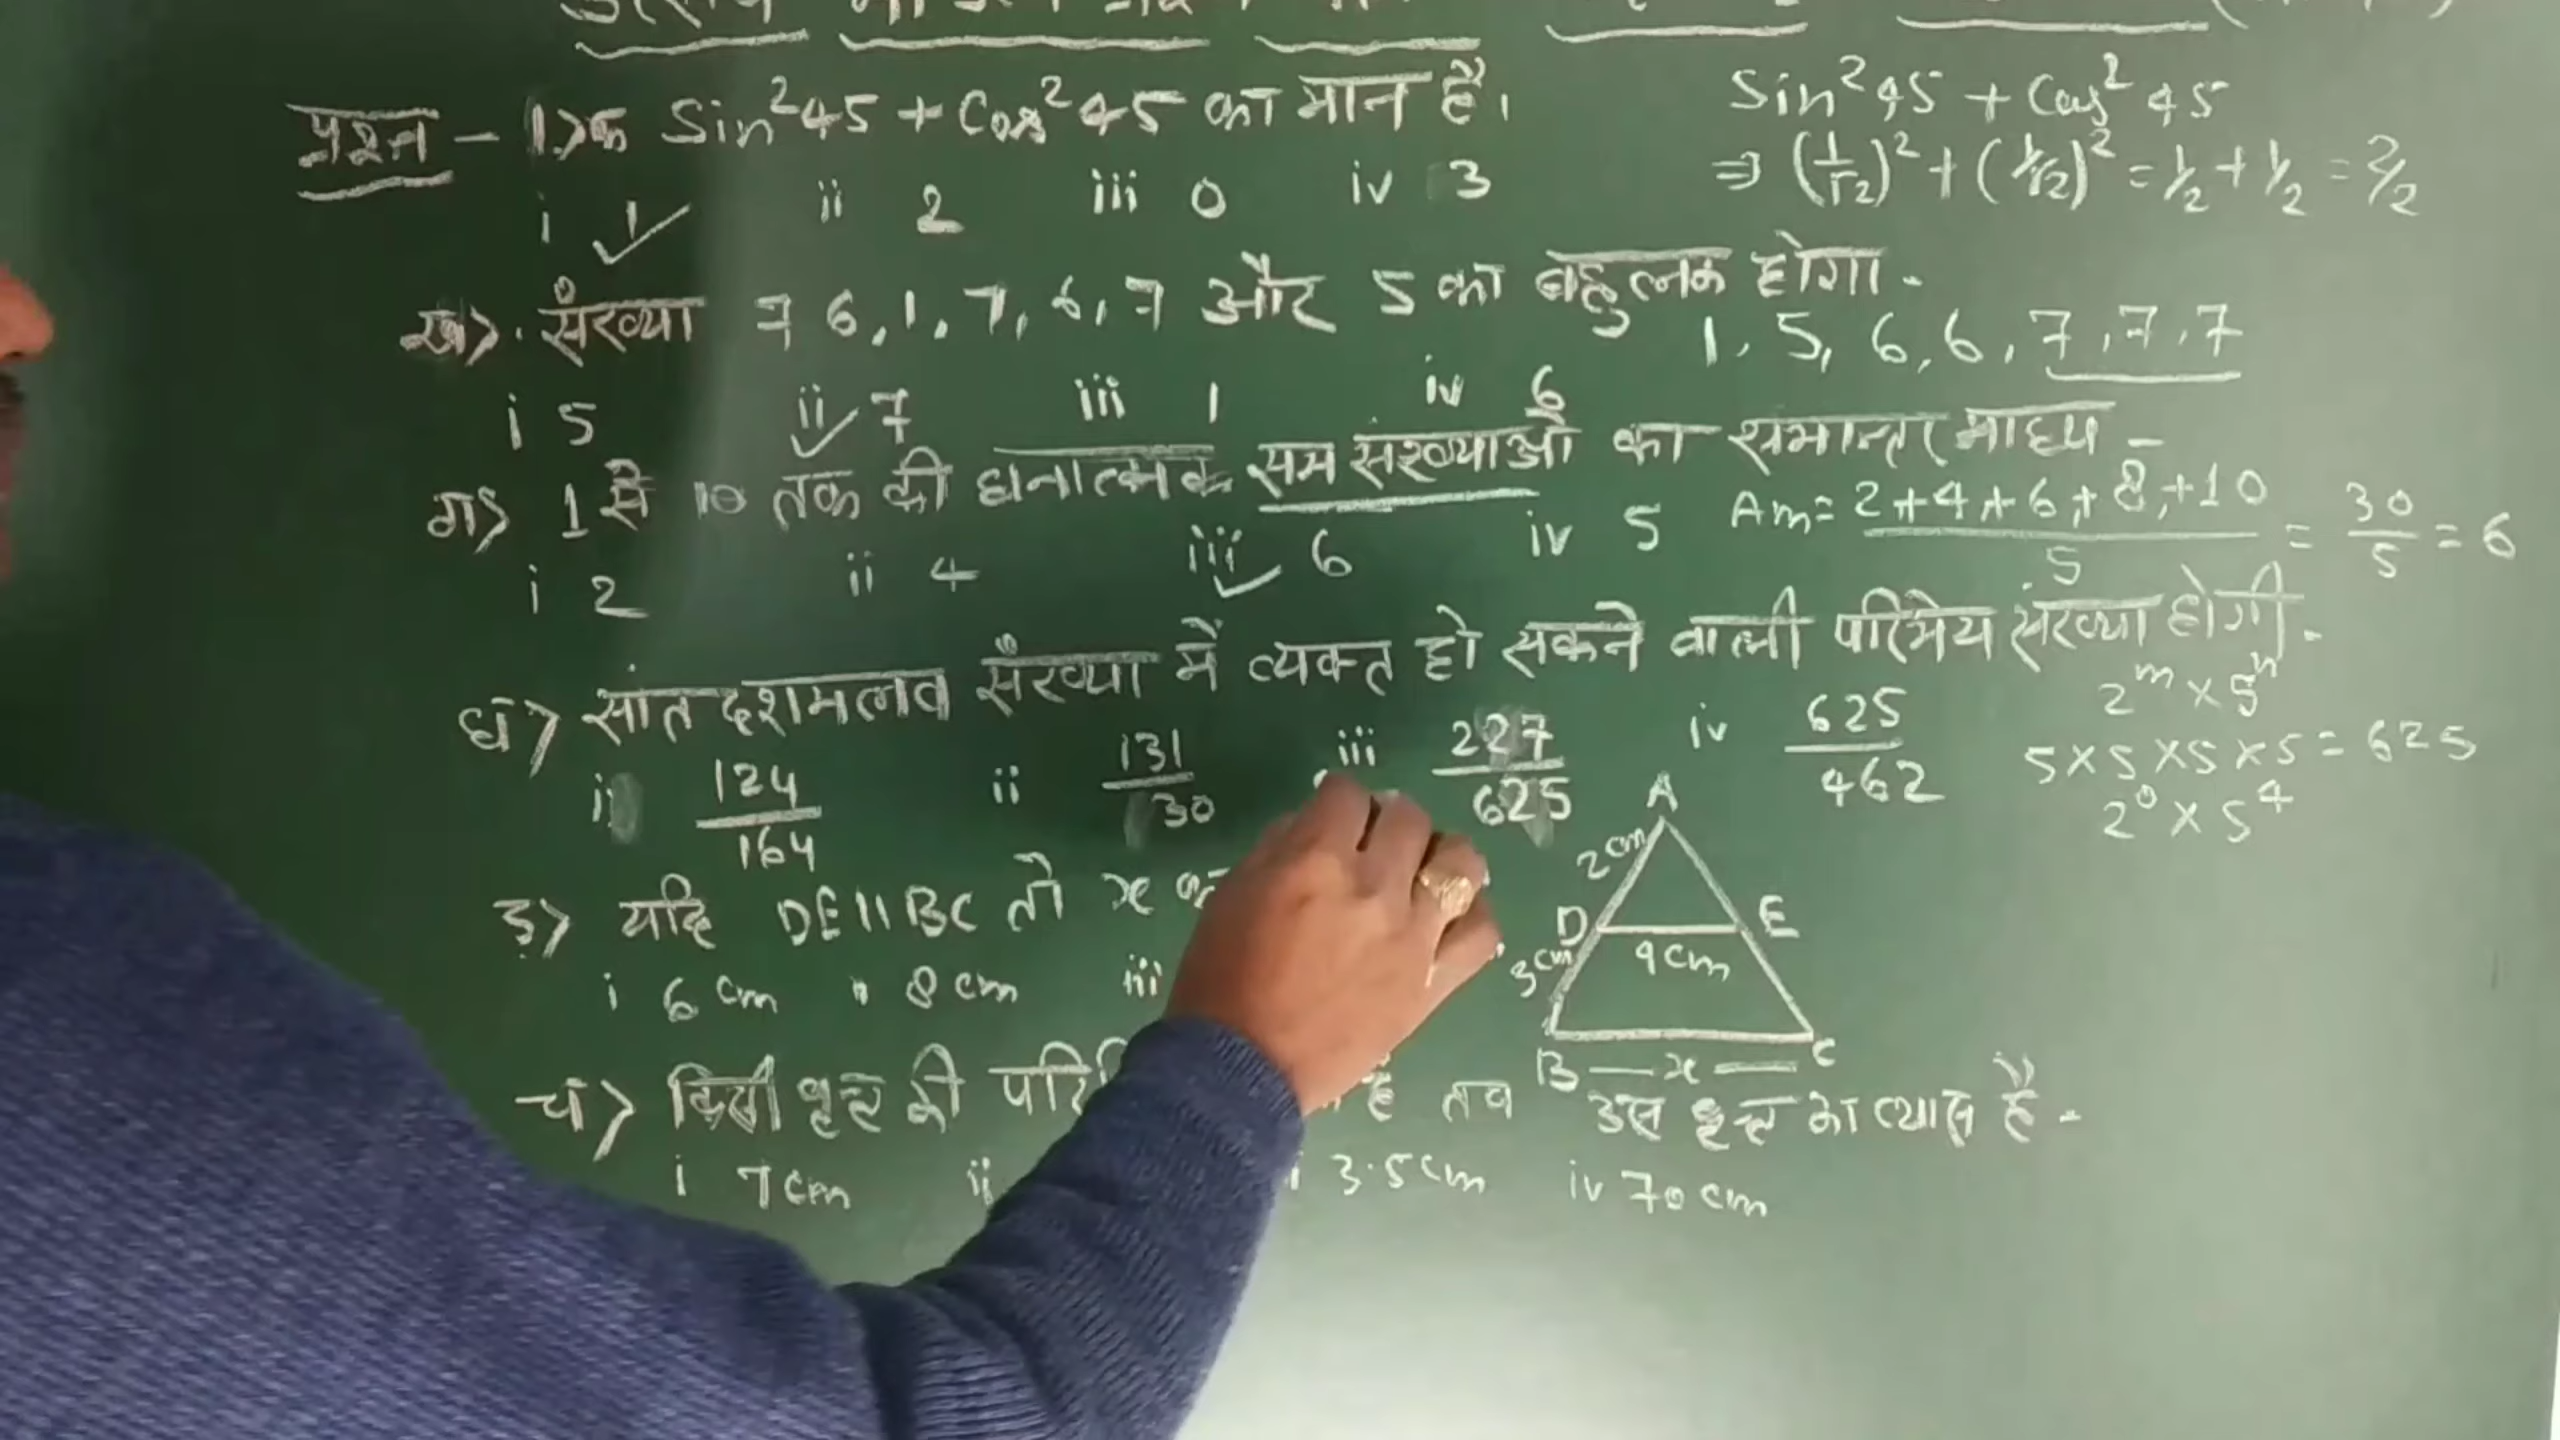 प्रश्न - 1>क Sin²45 + Cos²45 का मान है।
i 1 ii 2 iii 0 iv 3
Sin²45 + Cos²45
⇒ (1/√2)² + (1/√2)² = 1/2 + 1/2 = 2/2
ख> संख्या 7 6, 1, 7, 6, 7 और 5 का बहुलक होगा -
1, 5, 6, 6, 7, 7, 7
i 5 ii 7 iii 1 iv 6
ग> 1 से 10 तक की धनात्मक सम संख्याओं का समान्तर माध्य -
i 2 ii 4 iii 6 iv 5
Am = 2+4+6+8+10 / 5 = 30/5 = 6
घ> सांत दशमलव संख्या में व्यक्त हो सकने वाली परिमेय संख्या होगी -
i 124/164 ii 131/30 iii 227/625 iv 625/462
2^m × 5^n
5×5×5×5 = 625
2⁰ × 5⁴
ङ> यदि DE||BC तो x
i 6 cm 8 cm iii
A
2cm
D E
3cm 4cm
B — x — C
च> किसी वृत्त की तब उस वृत्त का व्यास है -
i 7cm ii 3.5cm iv 70 cm